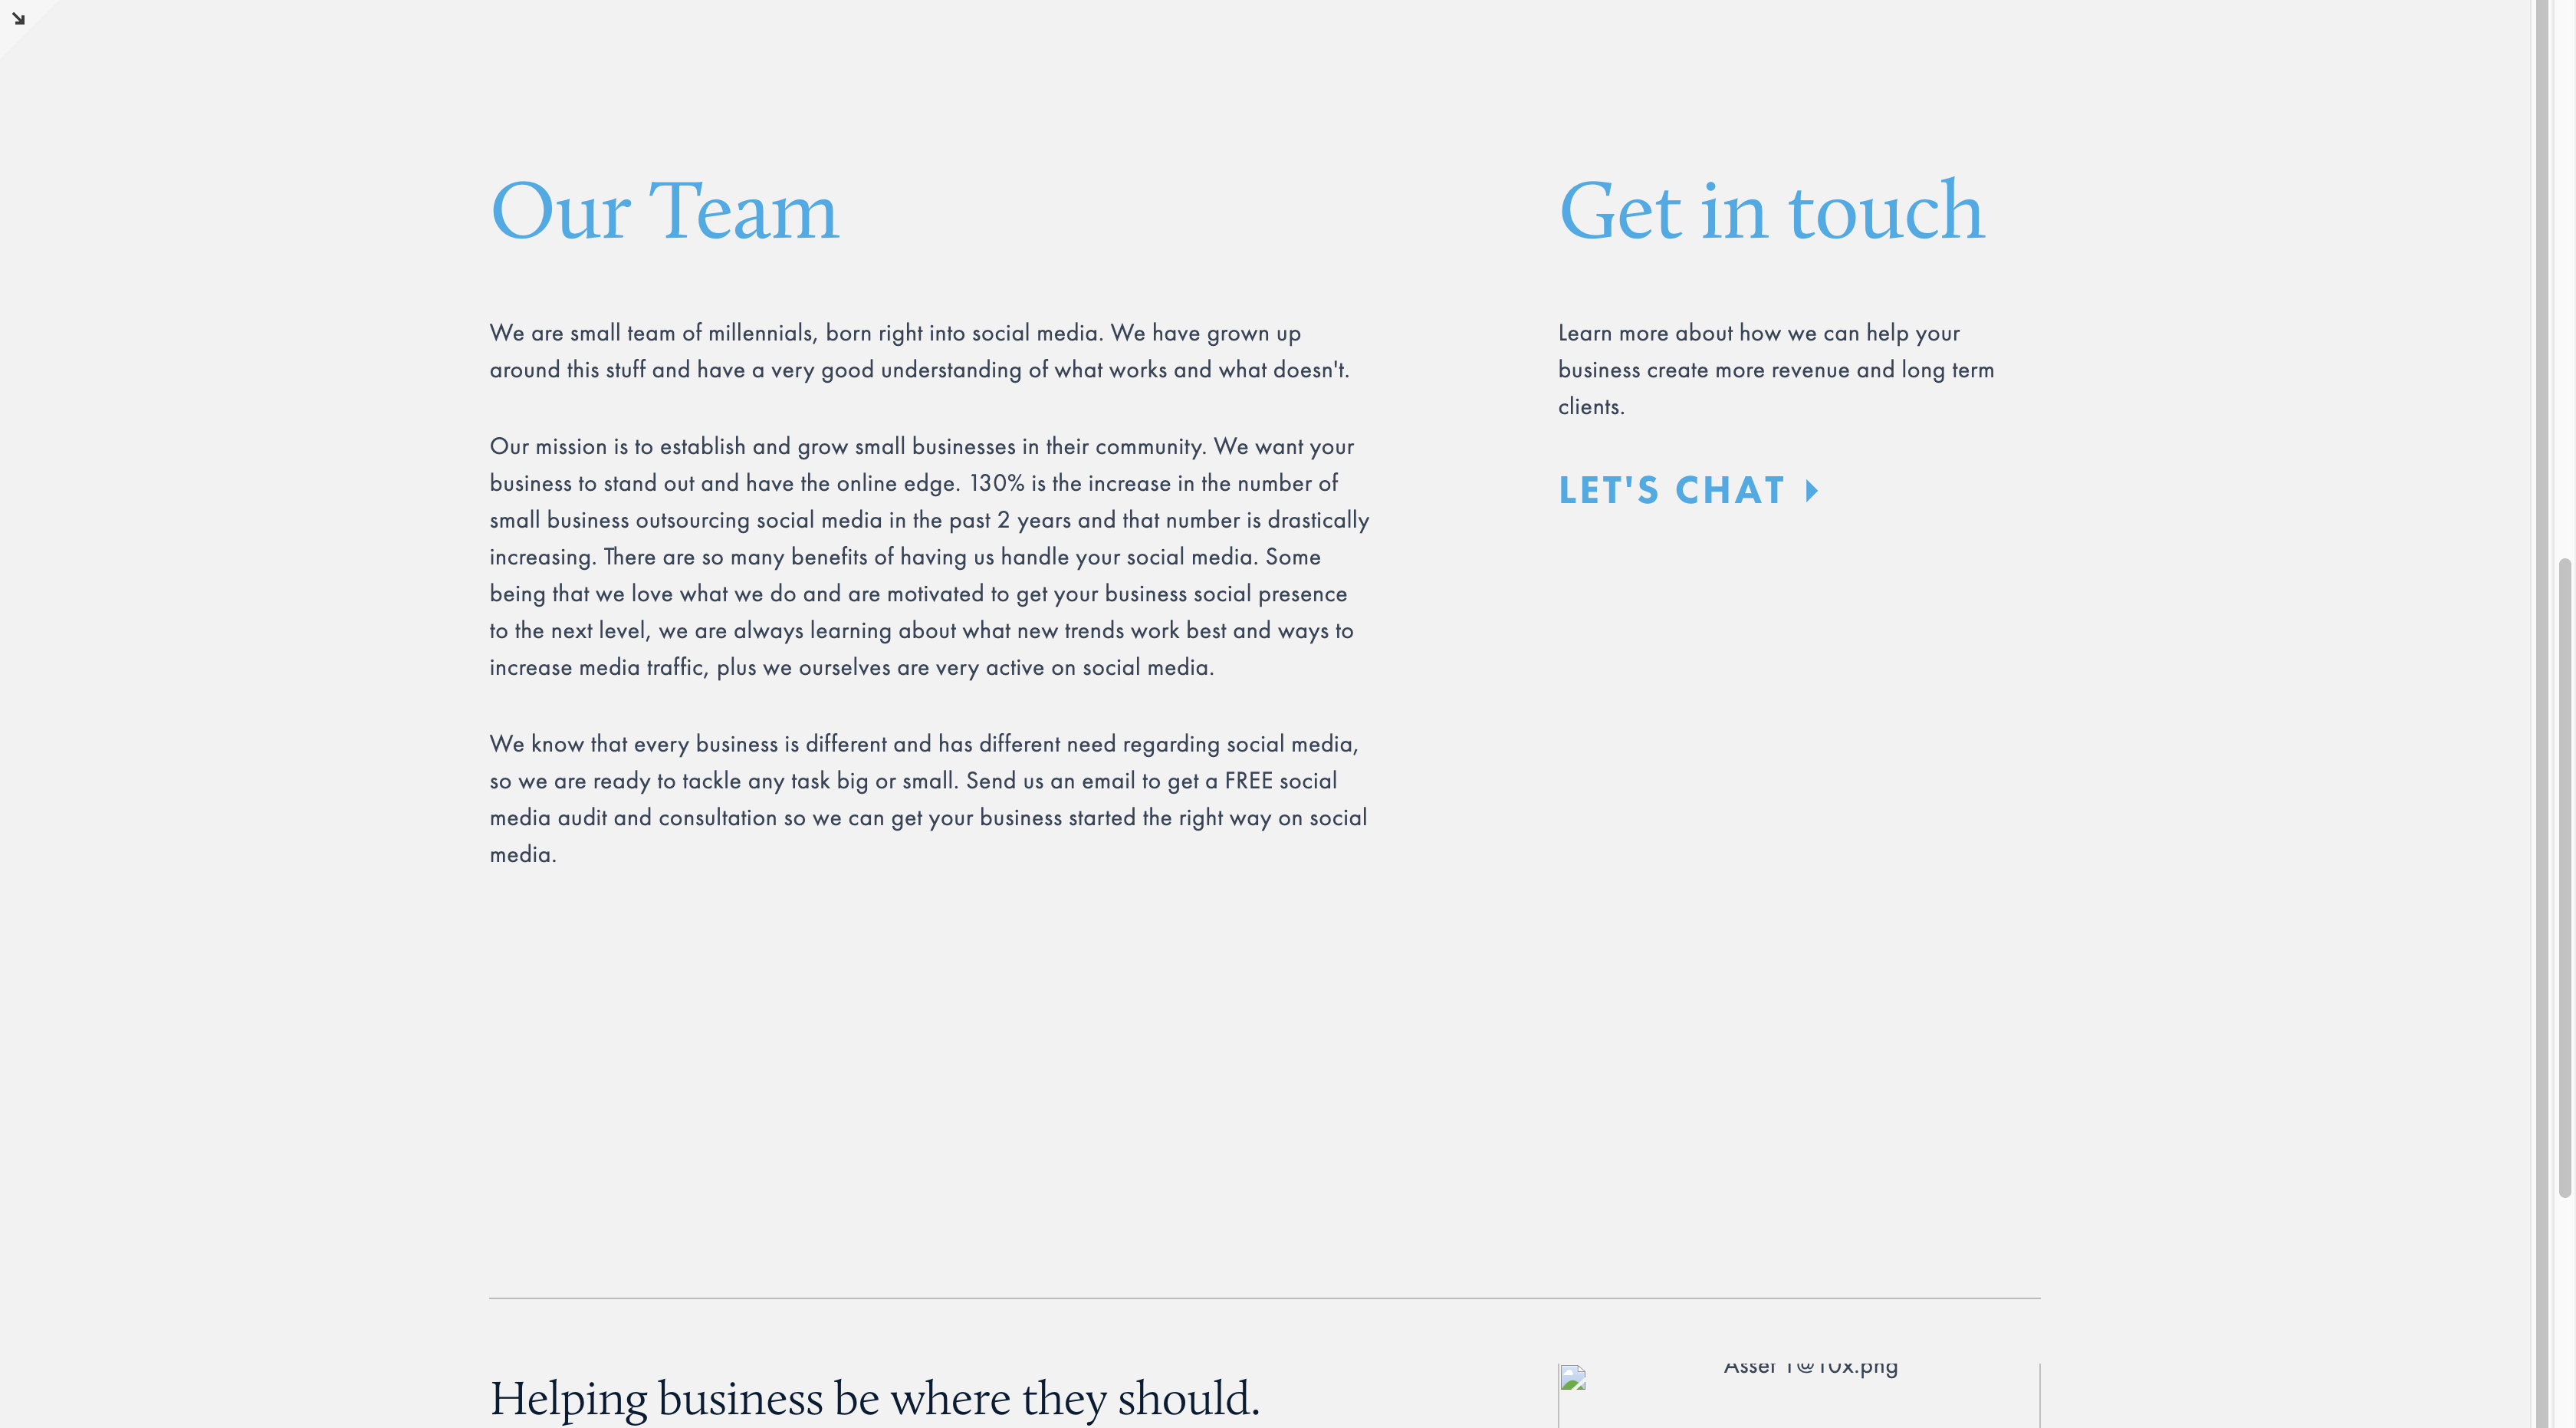 Our Team
We are small team of millennials, born right into social media. We have grown up
around this stuff and have a very good understanding of what works and what doesn't.
Our mission is to establish and grow small businesses in their community. We want your
business to stand out and have the online edge. 130% is the increase in the number of
small business outsourcing social media in the past 2 years and that number is drastically
increasing. There are so many benefits of having us handle your social media. Some
being that we love what we do and are motivated to get your business social presence
to the next level, we are always learning about what new trends work best and ways to
increase media traffic, plus we ourselves are very active on social media.
We know that every business is different and has different need regarding social media,
so we are ready to tackle any task big or small. Send us an email to get a FREE social
media audit and consultation so we can get your business started the right way on social
media.
Get in touch
Learn more about how we can help your
business create more revenue and long term
clients.
LET'S CHAT
Helping business be where they should.
Asset 1@10x.png